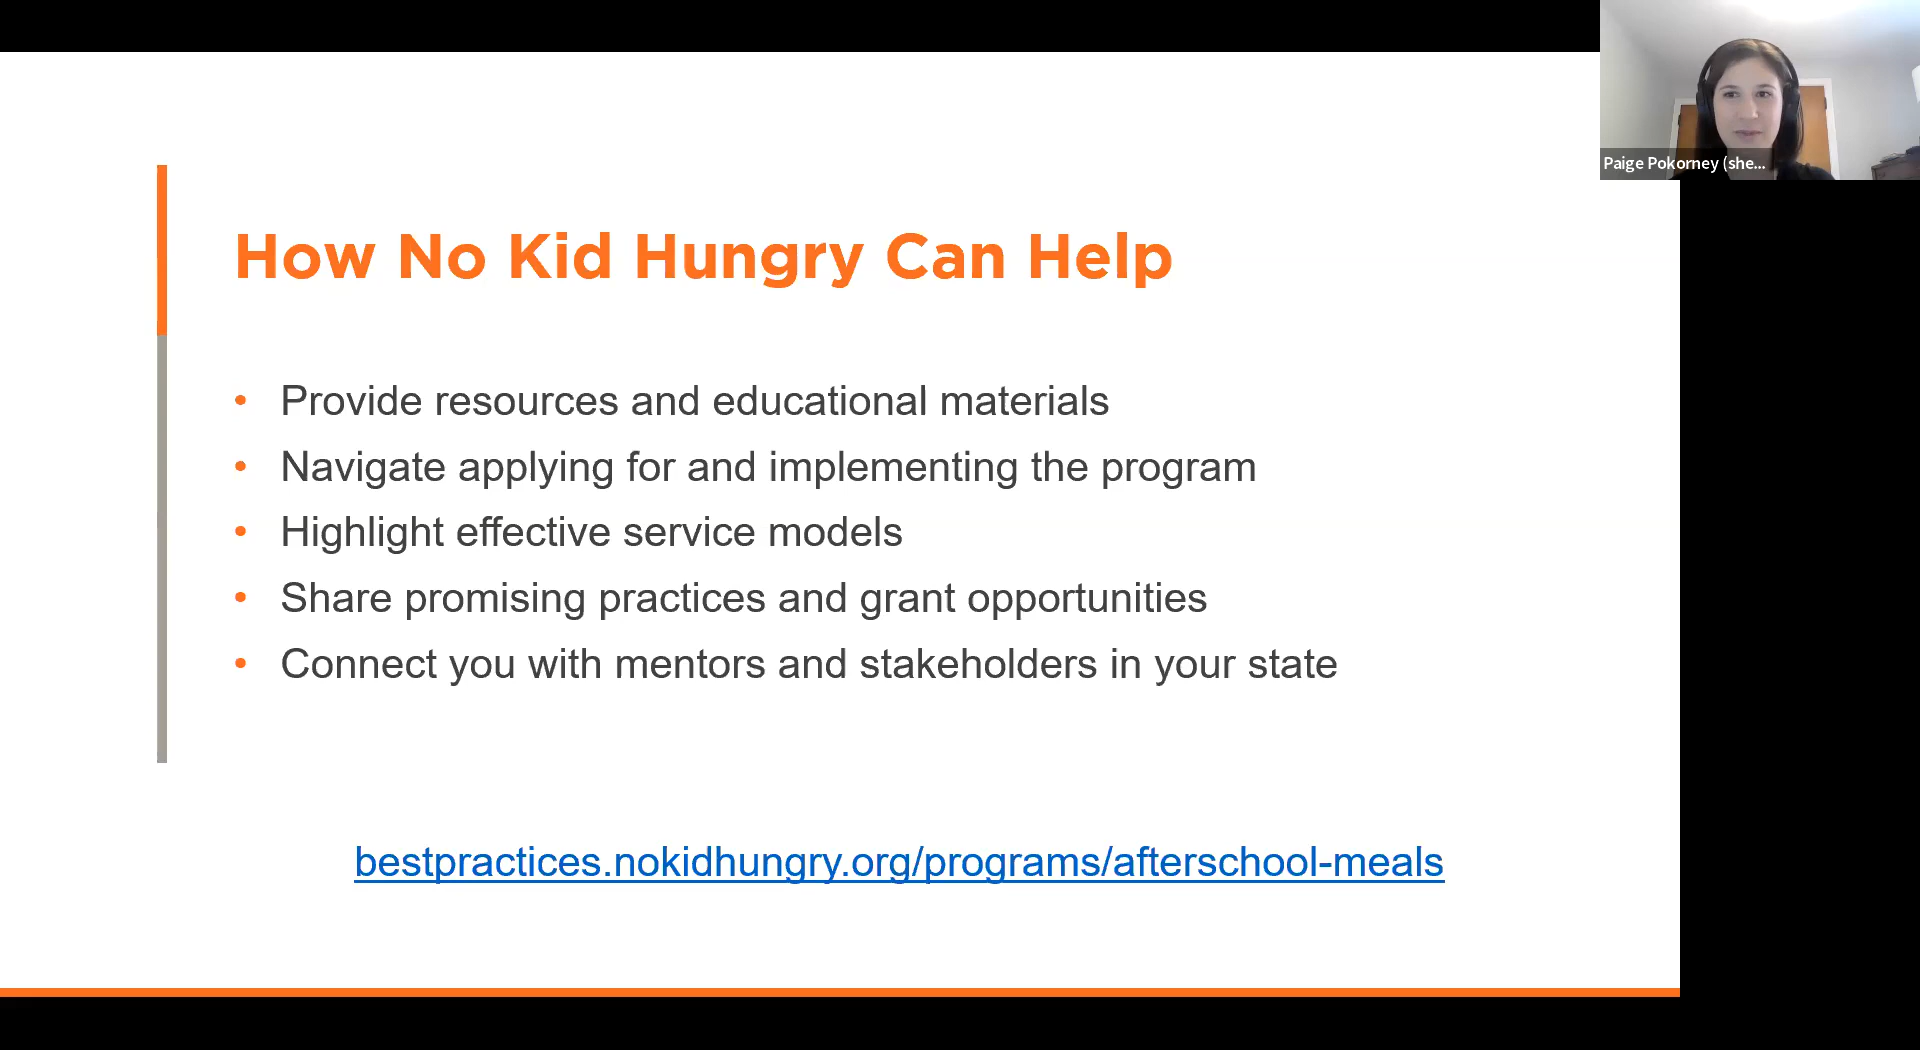 Paige Pokorney (she...
How No Kid Hungry Can Help
• Provide resources and educational materials
• Navigate applying for and implementing the program
• Highlight effective service models
• Share promising practices and grant opportunities
• Connect you with mentors and stakeholders in your state
bestpractices.nokidhungry.org/programs/afterschool-meals